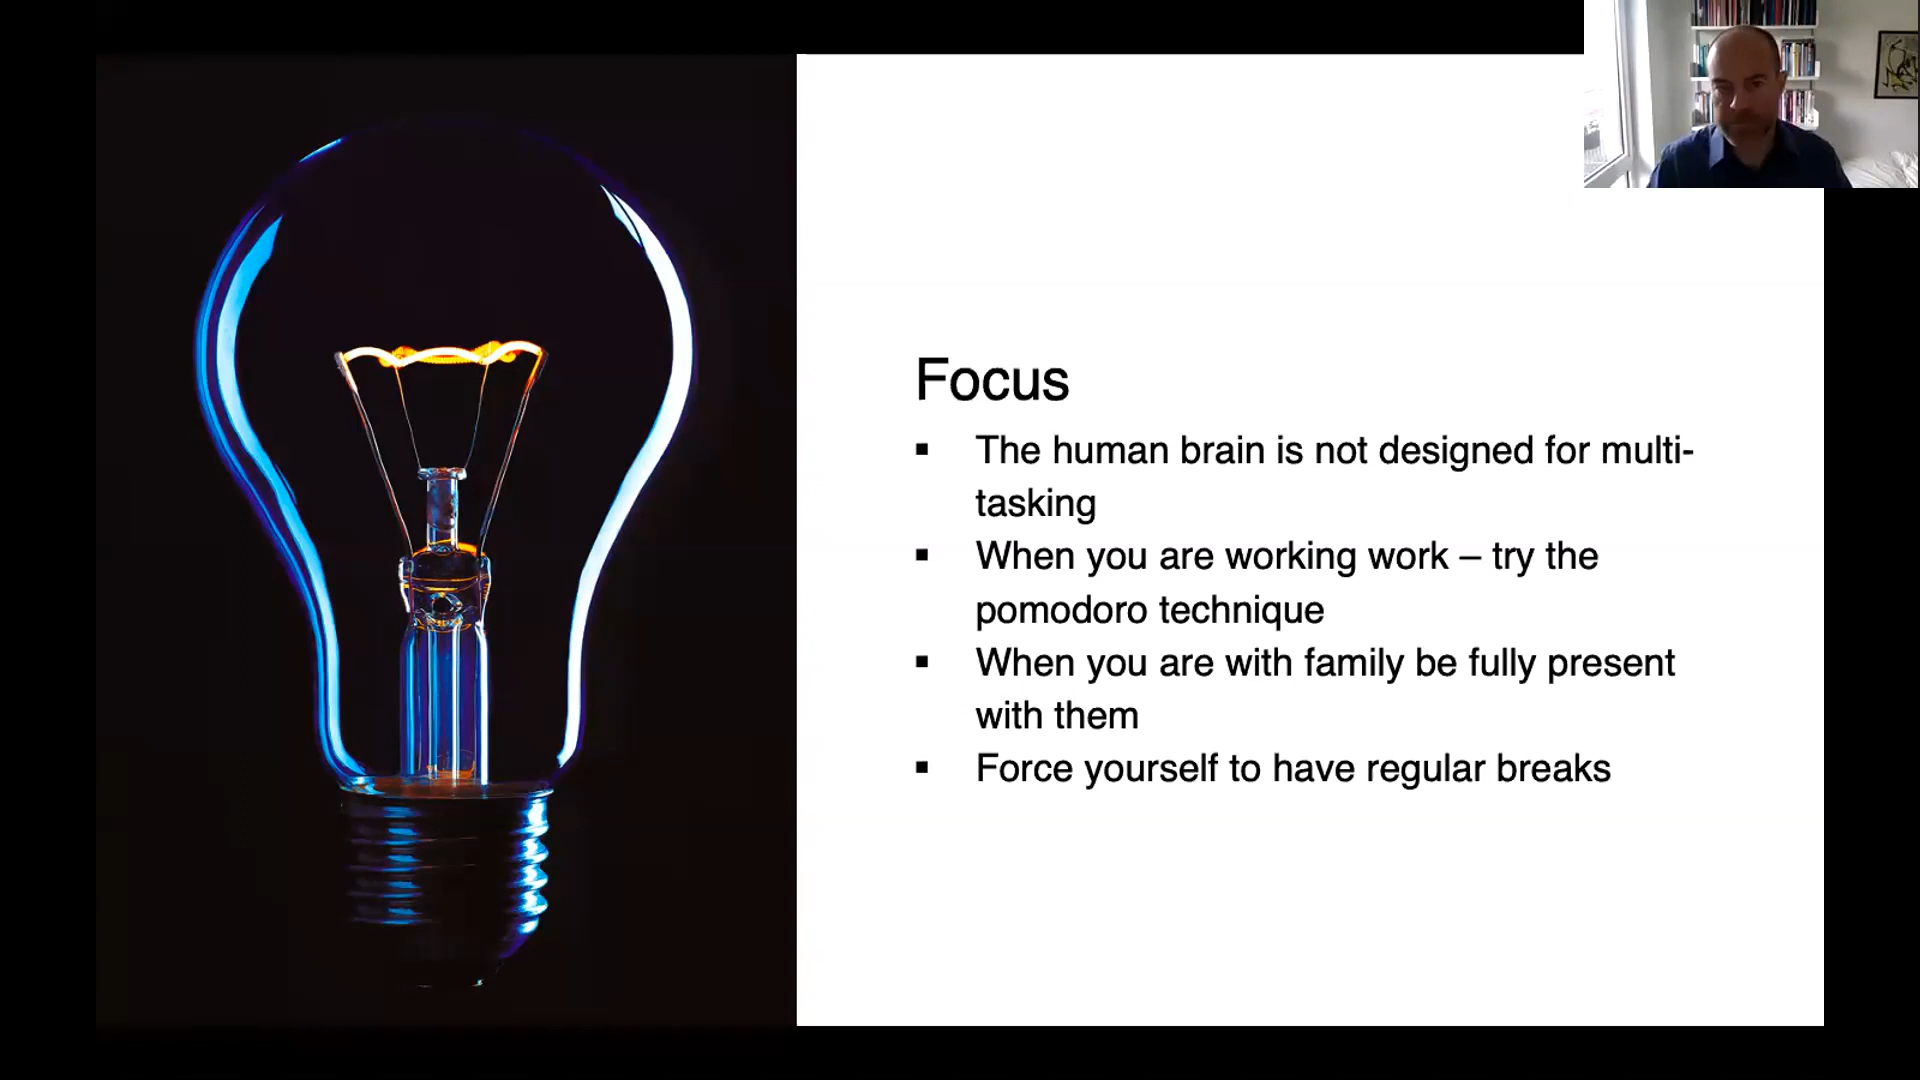 Focus
▪ The human brain is not designed for multi-
tasking
▪ When you are working work – try the
pomodoro technique
▪ When you are with family be fully present
with them
▪ Force yourself to have regular breaks